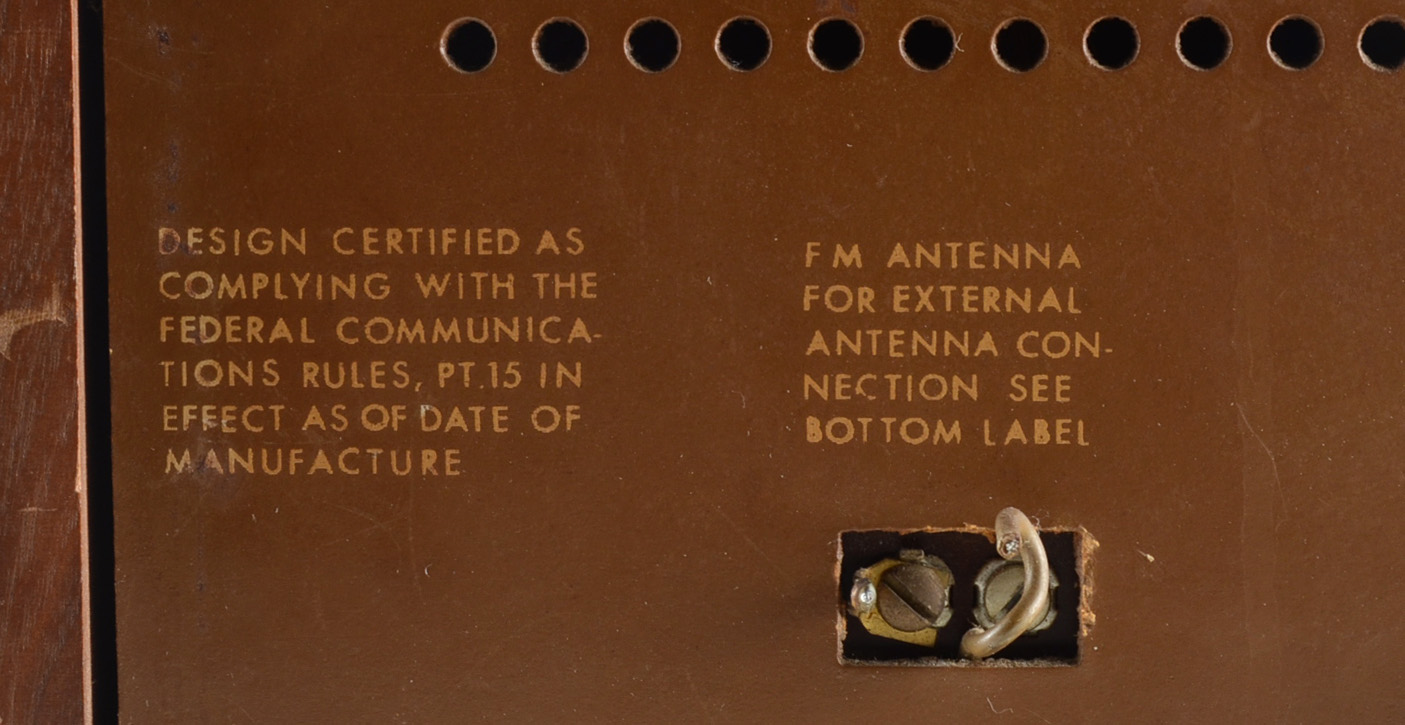 DESIGN CERTIFIED AS
COMPLYING WITH THE
FEDERAL COMMUNICA-
TIONS RULES, PT.15 IN
EFFECT AS OF DATE OF
MANUFACTURE
FM ANTENNA
FOR EXTERNAL
ANTENNA CON-
NECTION SEE
BOTTOM LABEL